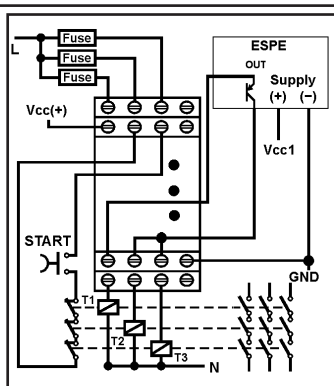 L
Fuse
Fuse
Fuse
ESPE
OUT
Supply
(+) (−)
Vcc(+)
Vcc1
START
GND
T1
T2
T3
N